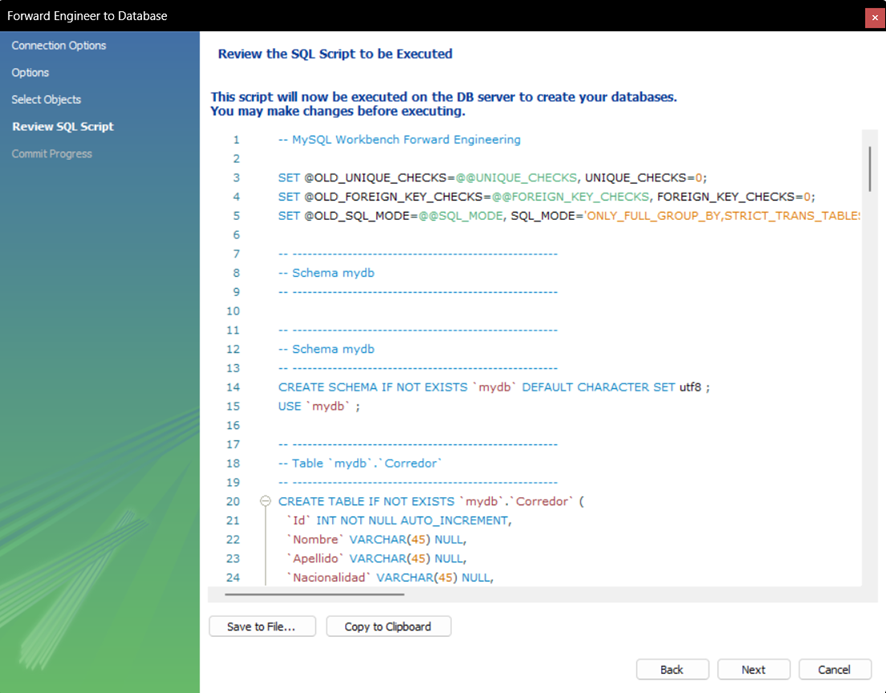 Forward Engineer to Database
Connection Options
Options
Select Objects
Review SQL Script
Commit Progress
Review the SQL Script to be Executed
This script will now be executed on the DB server to create your databases.
You may make changes before executing.
1 -- MySQL Workbench Forward Engineering
2
3 SET @OLD_UNIQUE_CHECKS=@@UNIQUE_CHECKS, UNIQUE_CHECKS=0;
4 SET @OLD_FOREIGN_KEY_CHECKS=@@FOREIGN_KEY_CHECKS, FOREIGN_KEY_CHECKS=0;
5 SET @OLD_SQL_MODE=@@SQL_MODE, SQL_MODE='ONLY_FULL_GROUP_BY,STRICT_TRANS_TABLES
6
7 -- -----------------------------------------------------
8 -- Schema mydb
9 -- -----------------------------------------------------
10
11 -- -----------------------------------------------------
12 -- Schema mydb
13 -- -----------------------------------------------------
14 CREATE SCHEMA IF NOT EXISTS `mydb` DEFAULT CHARACTER SET utf8 ;
15 USE `mydb` ;
16
17 -- -----------------------------------------------------
18 -- Table `mydb`.`Corredor`
19 -- -----------------------------------------------------
20 CREATE TABLE IF NOT EXISTS `mydb`.`Corredor` (
21 `Id` INT NOT NULL AUTO_INCREMENT,
22 `Nombre` VARCHAR(45) NULL,
23 `Apellido` VARCHAR(45) NULL,
24 `Nacionalidad` VARCHAR(45) NULL,
Save to File...
Copy to Clipboard
Back
Next
Cancel